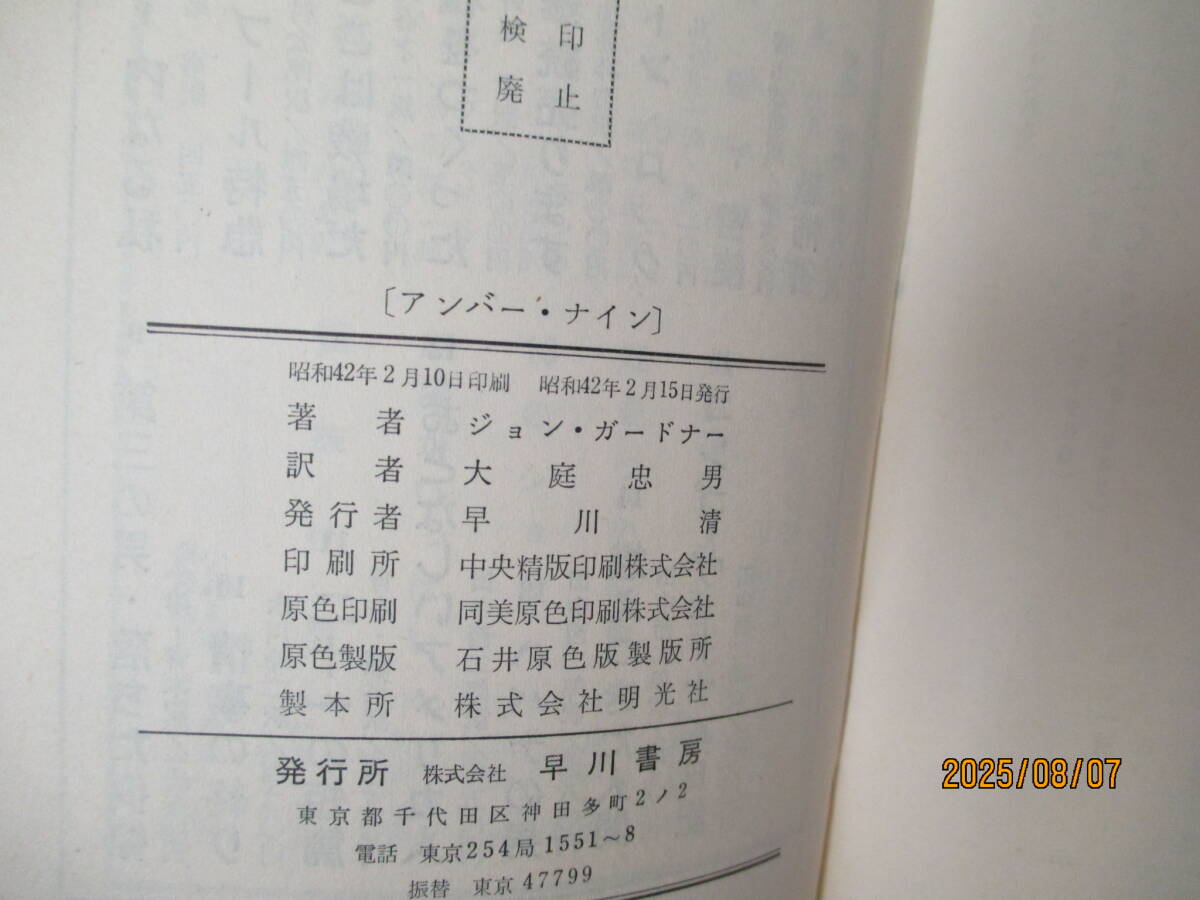 検印
廃止
〔アンバー・ナイン〕
昭和42年2月10日印刷 昭和42年2月15日発行
著者 ジョン・ガードナー
訳者 大庭忠男
発行者 早川清
印刷所 中央精版印刷株式会社
原色印刷 同美原色印刷株式会社
原色製版 石井原色版製版所
製本所 株式会社明光社
発行所 株式会社 早川書房
東京都千代田区神田多町2ノ2
電話 東京254局1551~8
振替 東京47799
2025/08/07